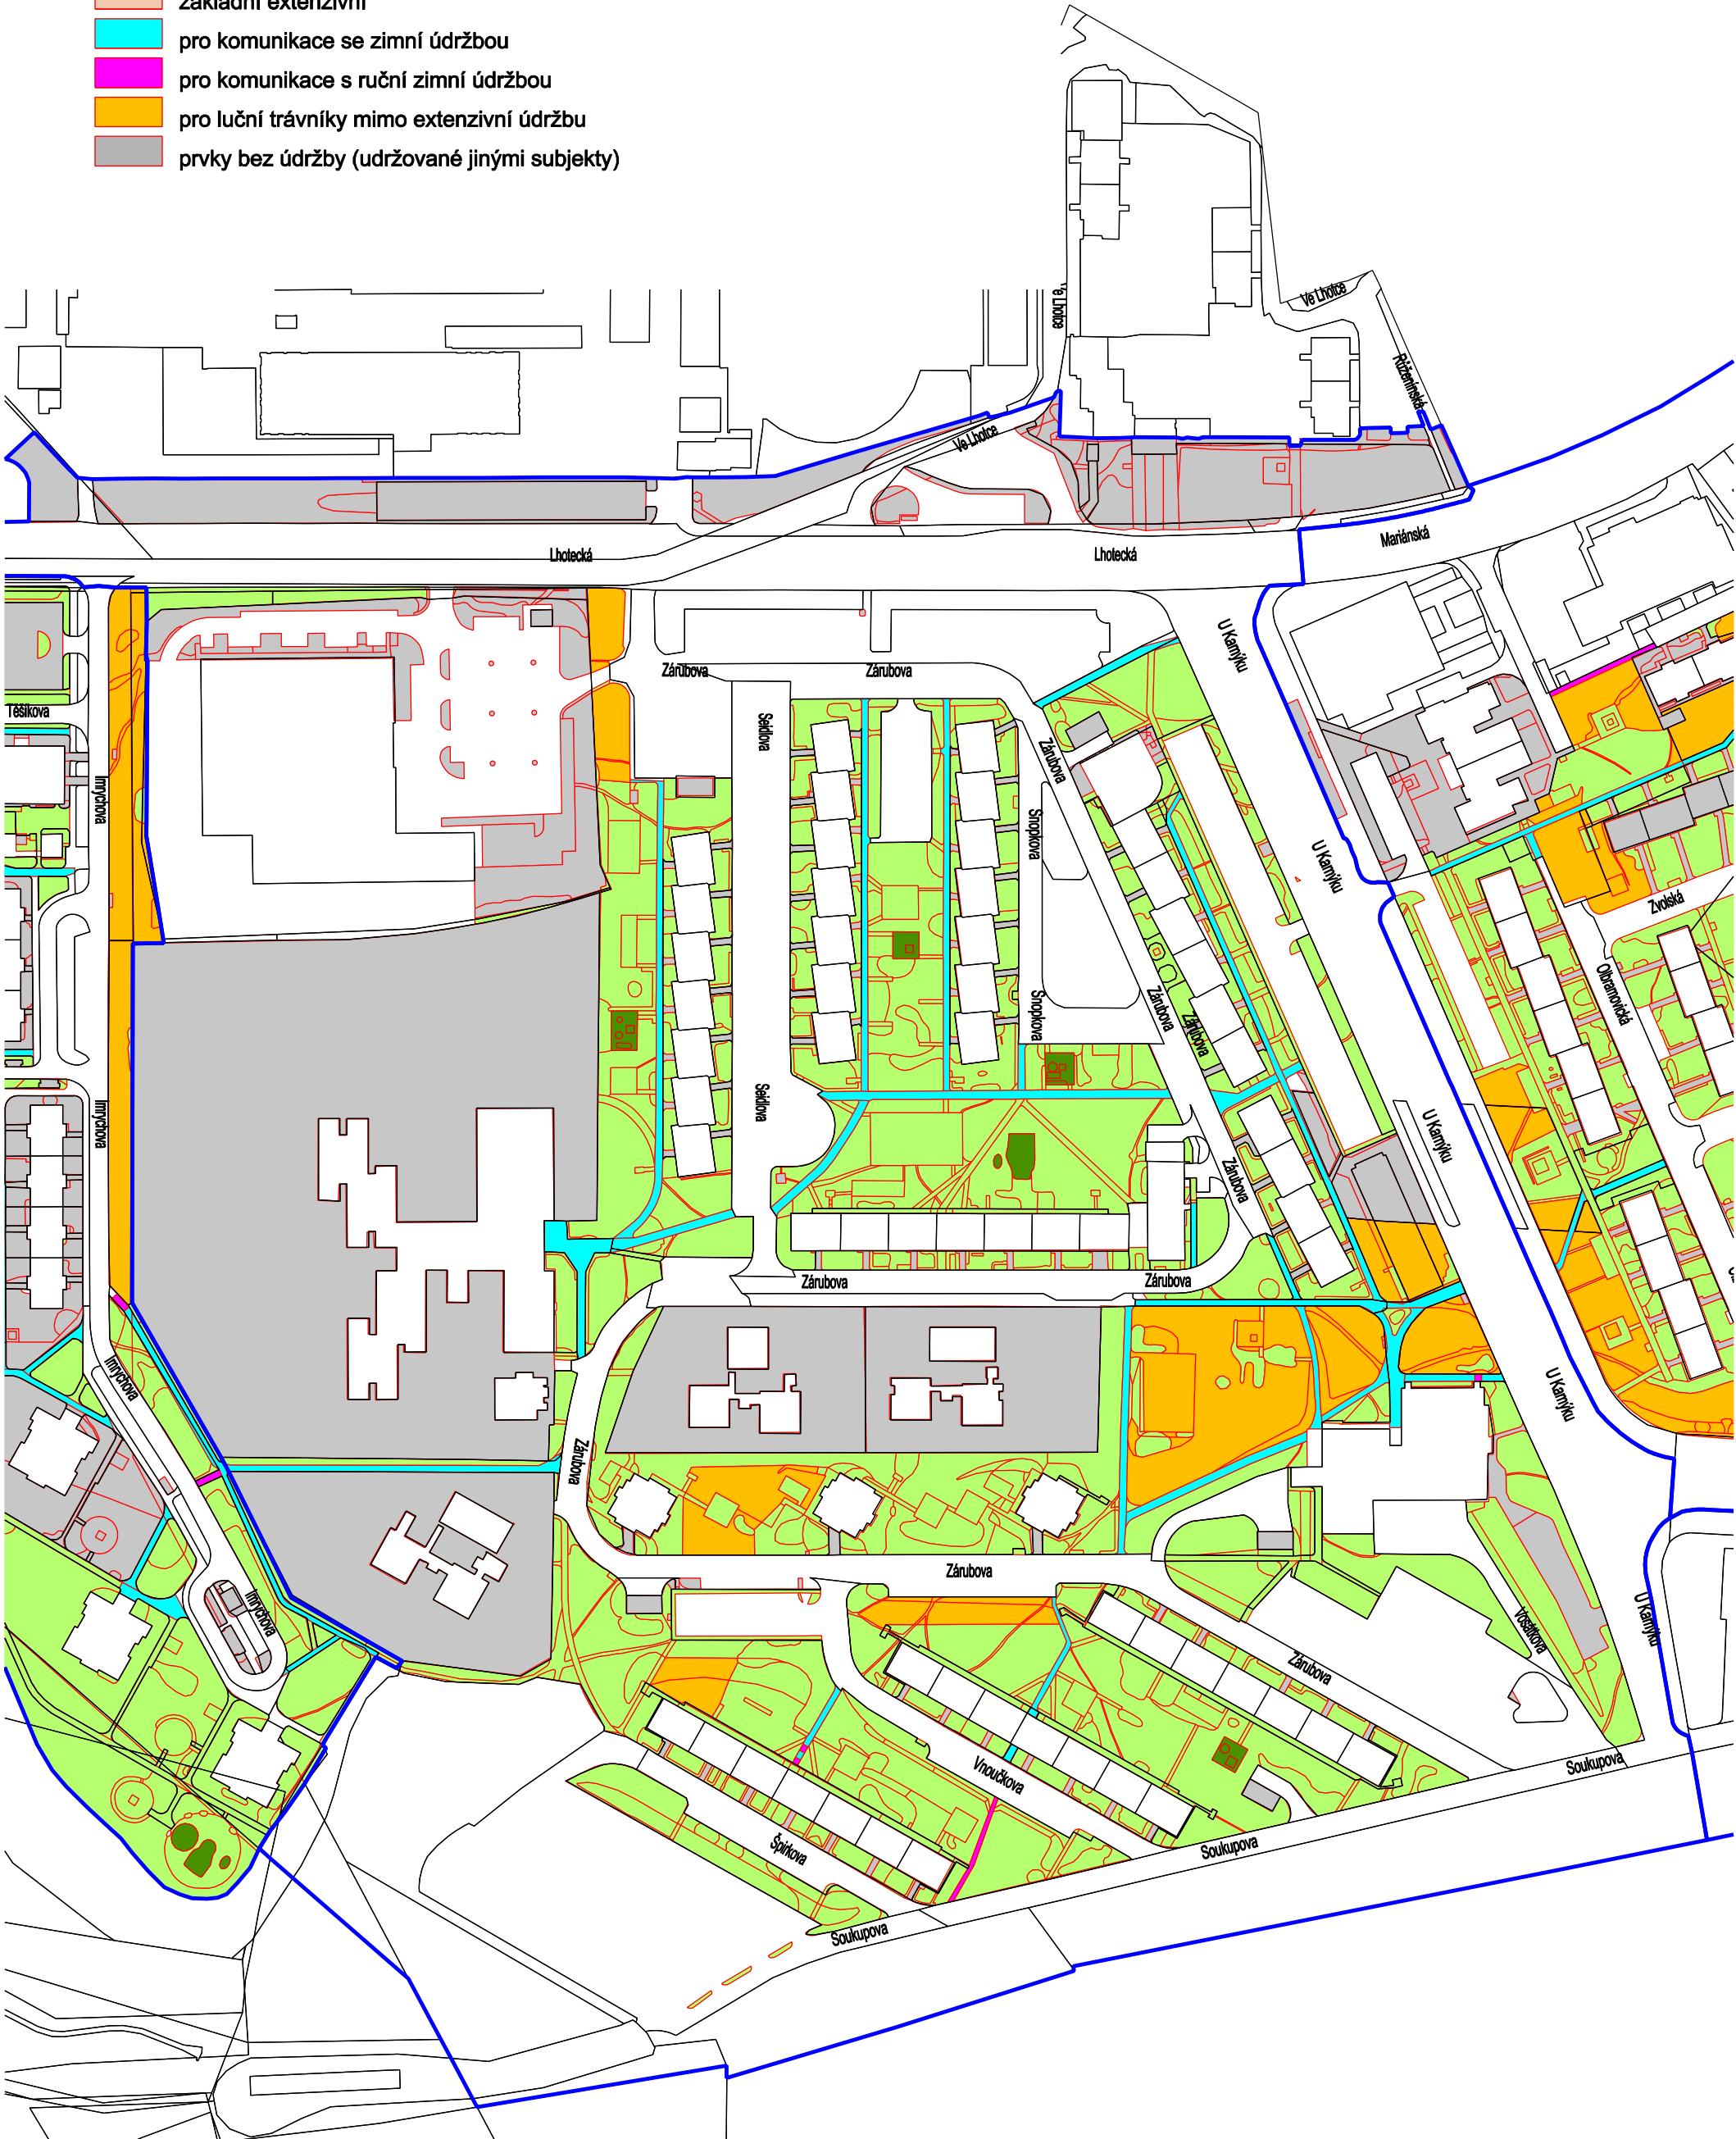 základní extenzivní
pro komunikace se zimní údržbou
pro komunikace s ruční zimní údržbou
pro luční trávníky mimo extenzivní údržbu
prvky bez údržby (udržované jinými subjekty)
Ve Lhotce
Ve Lhotce
Růženínská
Ve Lhotce
Mariánská
Lhotecká
Lhotecká
U Kamýku
Zárubova
Zárubova
Těšíkova
Seidlova
Zárubova
Imrychova
Snopkova
U Kamýku
Zvolská
Olbramovická
Snopkova
Zárubova
Zárubova
Seidlova
Imrychova
U Kamýku
Zárubova
Zárubova
Zárubova
Imrychova
U Kamýku
Zárubova
Zárubova
Imrychova
Vosátkova
U Kamýku
Zárubova
Vnoučkova
Soukupova
Špirkova
Soukupova
Soukupova